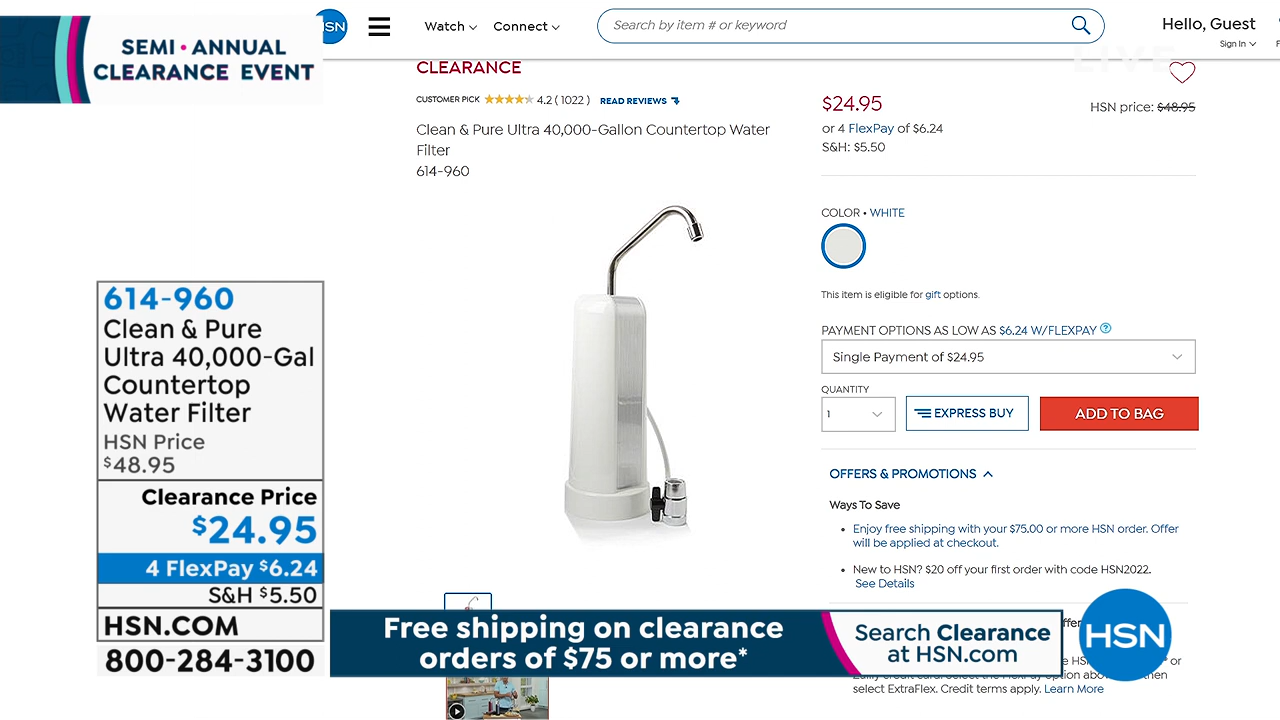 SEMI • ANNUAL
CLEARANCE EVENT
HSN
Watch
Connect
Search by item # or keyword
Hello, Guest
Sign In
LIVE
CLEARANCE
CUSTOMER PICK 4.2 ( 1022 ) READ REVIEWS
Clean & Pure Ultra 40,000-Gallon Countertop Water
Filter
614-960
$24.95
HSN price: $48.95
or 4 FlexPay of $6.24
S&H: $5.50
COLOR • WHITE
This item is eligible for gift options.
PAYMENT OPTIONS AS LOW AS $6.24 W/FLEXPAY ?
Single Payment of $24.95
QUANTITY
1
EXPRESS BUY
ADD TO BAG
OFFERS & PROMOTIONS
Ways To Save
• Enjoy free shipping with your $75.00 or more HSN order. Offer
will be applied at checkout.
• New to HSN? $20 off your first order with code HSN2022.
See Details
614-960
Clean & Pure
Ultra 40,000-Gal
Countertop
Water Filter
HSN Price
$48.95
Clearance Price
$24.95
4 FlexPay $6.24
S&H $5.50
HSN.COM
800-284-3100
Free shipping on clearance
orders of $75 or more*
Search Clearance
at HSN.com
HSN
or
then
select ExtraFlex. Credit terms apply. Learn More